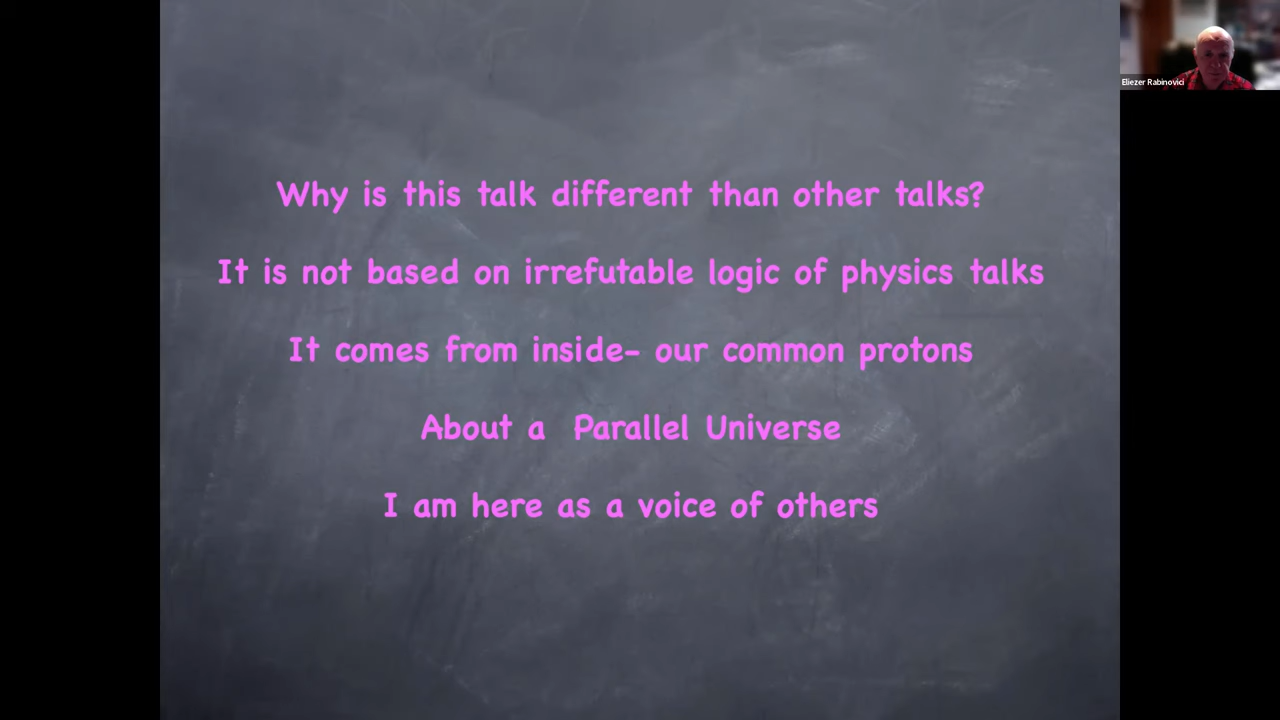 Eliezer Rabinovici
Why is this talk different than other talks?
It is not based on irrefutable logic of physics talks
It comes from inside- our common protons
About a Parallel Universe
I am here as a voice of others